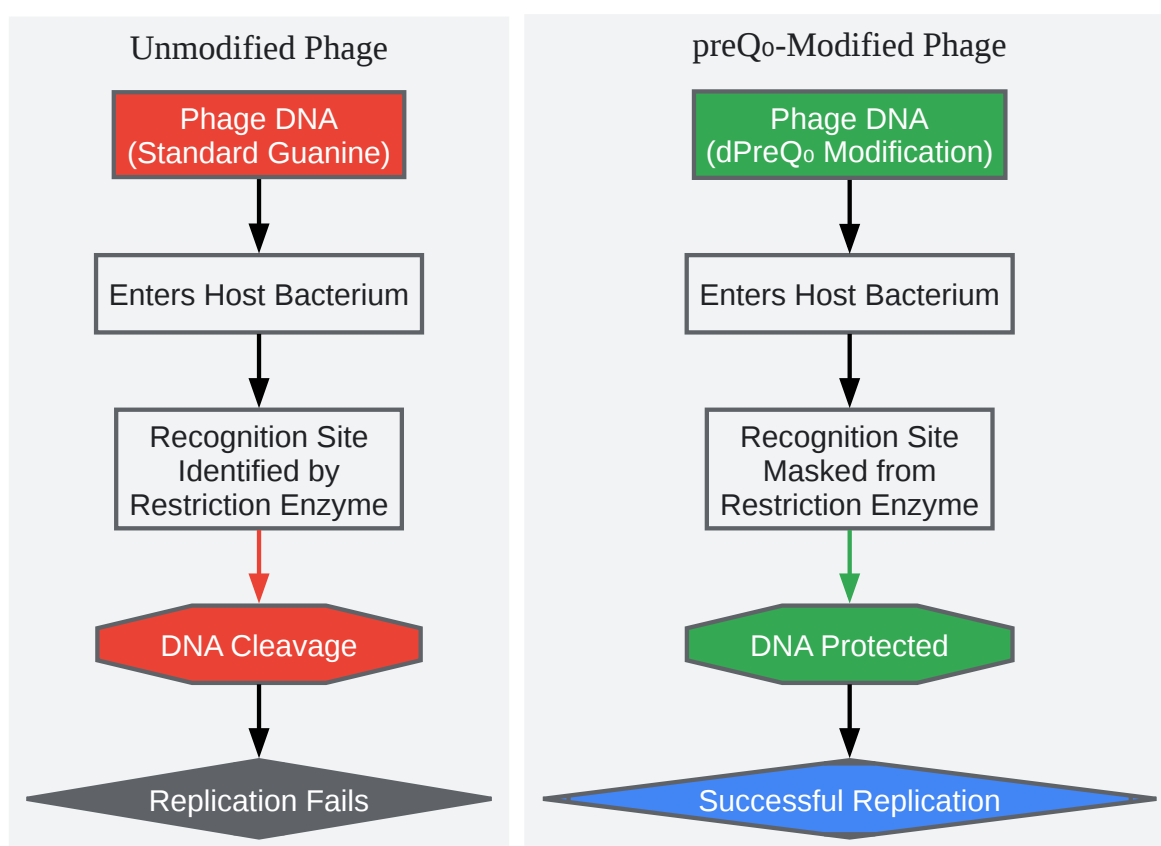 Unmodified Phage
Phage DNA
(Standard Guanine)
Enters Host Bacterium
Recognition Site
Identified by
Restriction Enzyme
DNA Cleavage
Replication Fails
preQ₀-Modified Phage
Phage DNA
(dPreQ₀ Modification)
Enters Host Bacterium
Recognition Site
Masked from
Restriction Enzyme
DNA Protected
Successful Replication